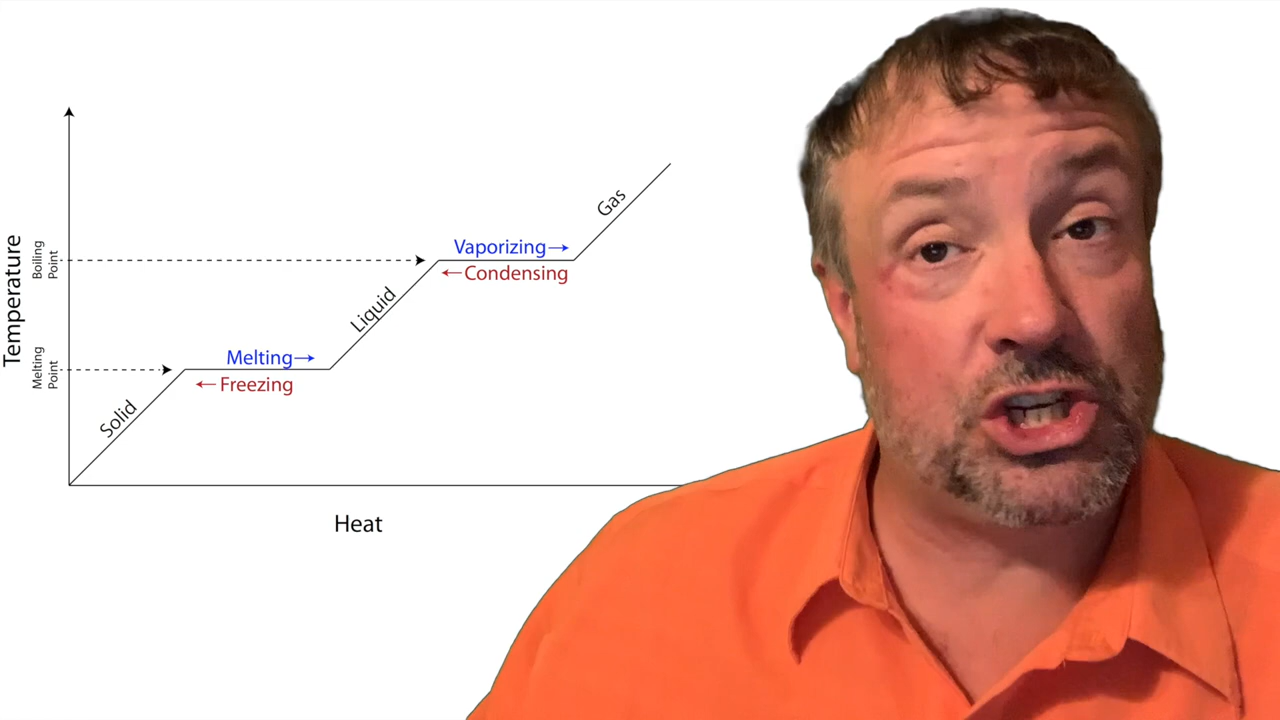 Temperature
Boiling
Point
Melting
Point
Solid
Melting→
←Freezing
Liquid
Vaporizing→
←Condensing
Gas
Heat